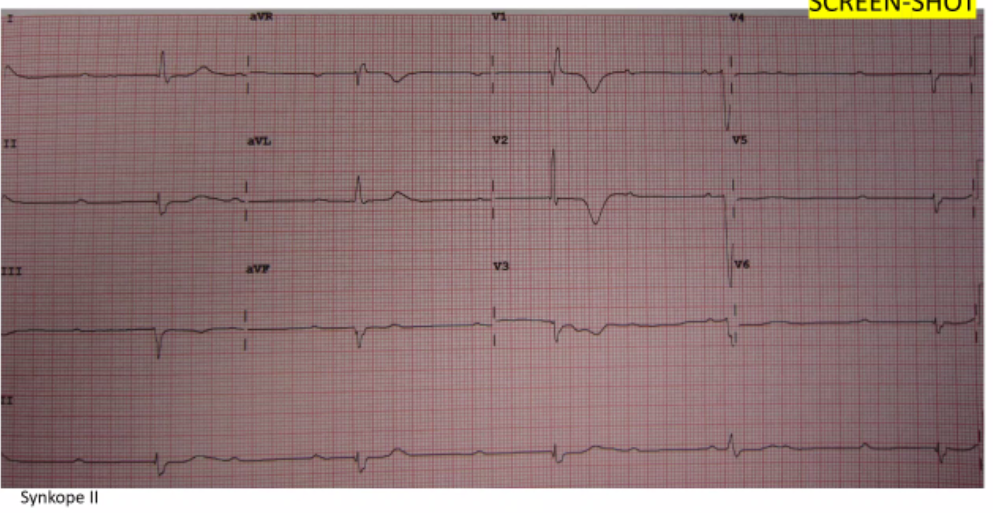 SCREEN-SHOT
I aVR V1 V4
II aVL V2 V5
III aVF V3 V6
II
Synkope II